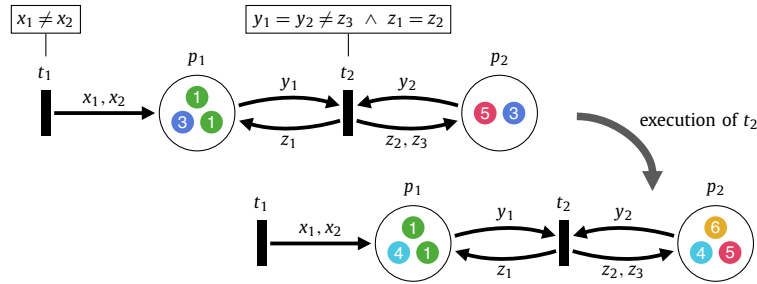 x₁ ≠ x₂
y₁ = y₂ ≠ z₃ ∧ z₁ = z₂
t₁
p₁
t₂
p₂
x₁, x₂
y₁
y₂
1
3
1
5
3
z₁
z₂, z₃
execution of t₂
t₁
p₁
t₂
p₂
x₁, x₂
y₁
y₂
1
4
1
6
4
5
z₁
z₂, z₃